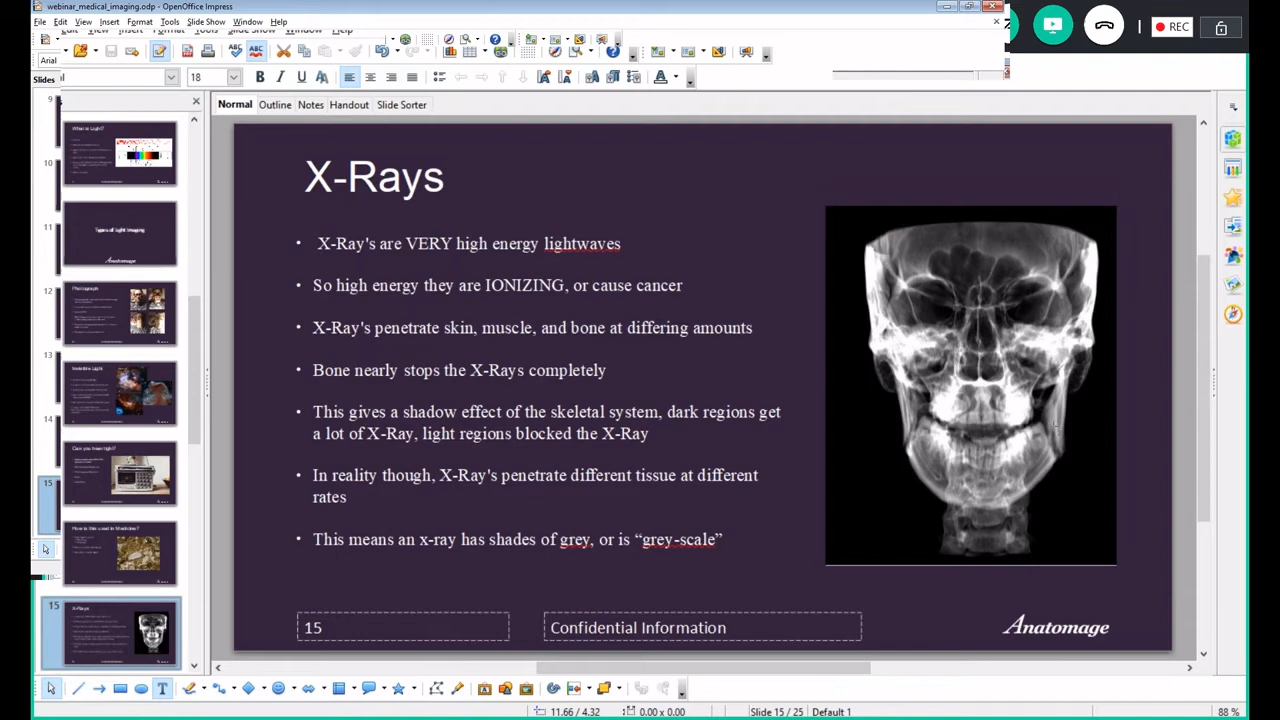 webinar_medical_imaging.odp - OpenOffice Impress
File Edit View Insert Format Tools Slide Show Window Help
REC
Arial
18
Slides
Normal Outline Notes Handout Slide Sorter
9
What is Light?
10
Types of Light Imaging
Anatomage
11
12
Photograph
13
Invisible Light
14
Can you hear light?
15
How is this used in Medicine?
15
X-Rays
X-Rays
• X-Ray's are VERY high energy lightwaves
• So high energy they are IONIZING, or cause cancer
• X-Ray's penetrate skin, muscle, and bone at differing amounts
• Bone nearly stops the X-Rays completely
• This gives a shadow effect of the skeletal system, dark regions get
a lot of X-Ray, light regions blocked the X-Ray
• In reality though, X-Ray's penetrate different tissue at different
rates
• This means an x-ray has shades of grey, or is “grey-scale”
15
Confidential Information
Anatomage
11.66 / 4.32
0.00 x 0.00
Slide 15 / 25
Default 1
88 %